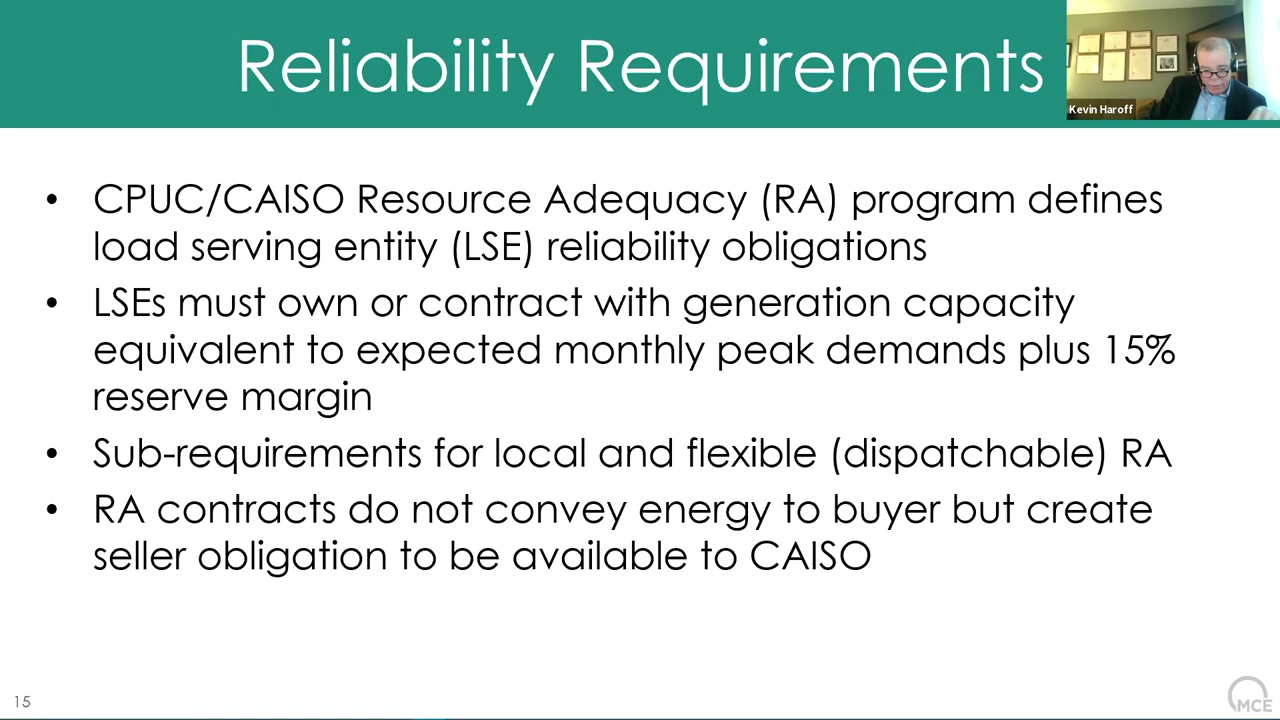 Reliability Requirements
Kevin Haroff
• CPUC/CAISO Resource Adequacy (RA) program defines
load serving entity (LSE) reliability obligations
• LSEs must own or contract with generation capacity
equivalent to expected monthly peak demands plus 15%
reserve margin
• Sub-requirements for local and flexible (dispatchable) RA
• RA contracts do not convey energy to buyer but create
seller obligation to be available to CAISO
15
MCE